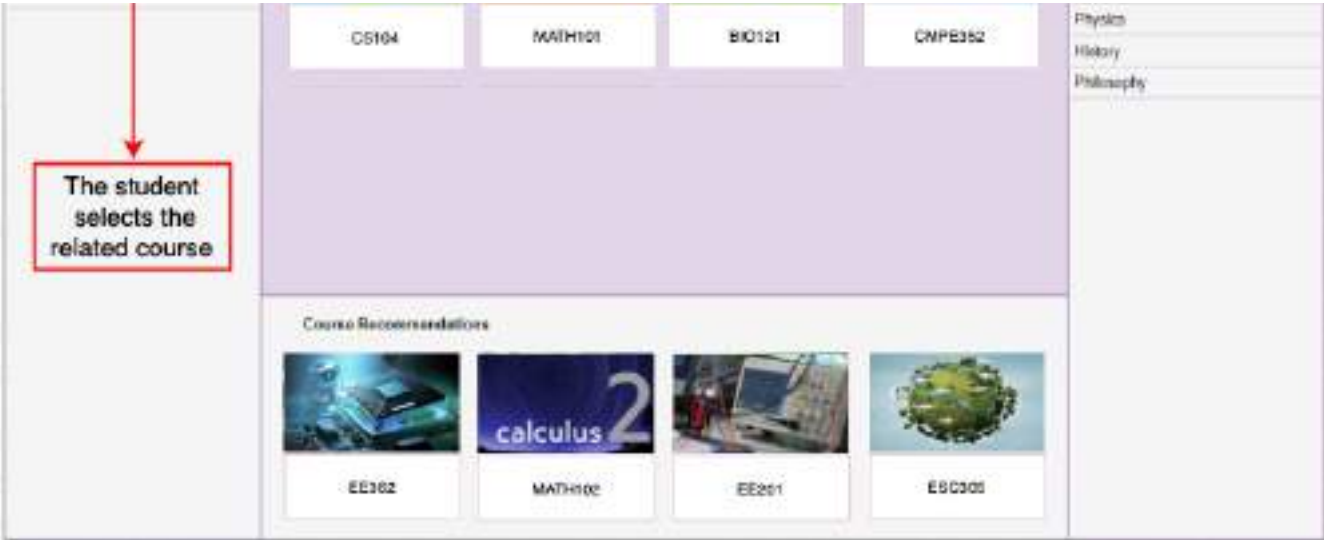 CS104
MATH101
BIO121
CMPE352
Physics
History
Philosophy
The student
selects the
related course
Course Recommendations
calculus 2
EE362
MATH102
EE201
ESC305